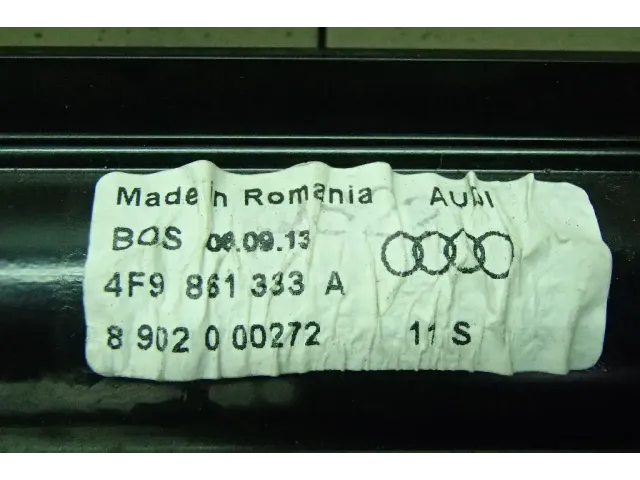 Made in Romania AUDI
BOS 06.09.13
4F9 861 333 A
8 902 0 00272 11 S